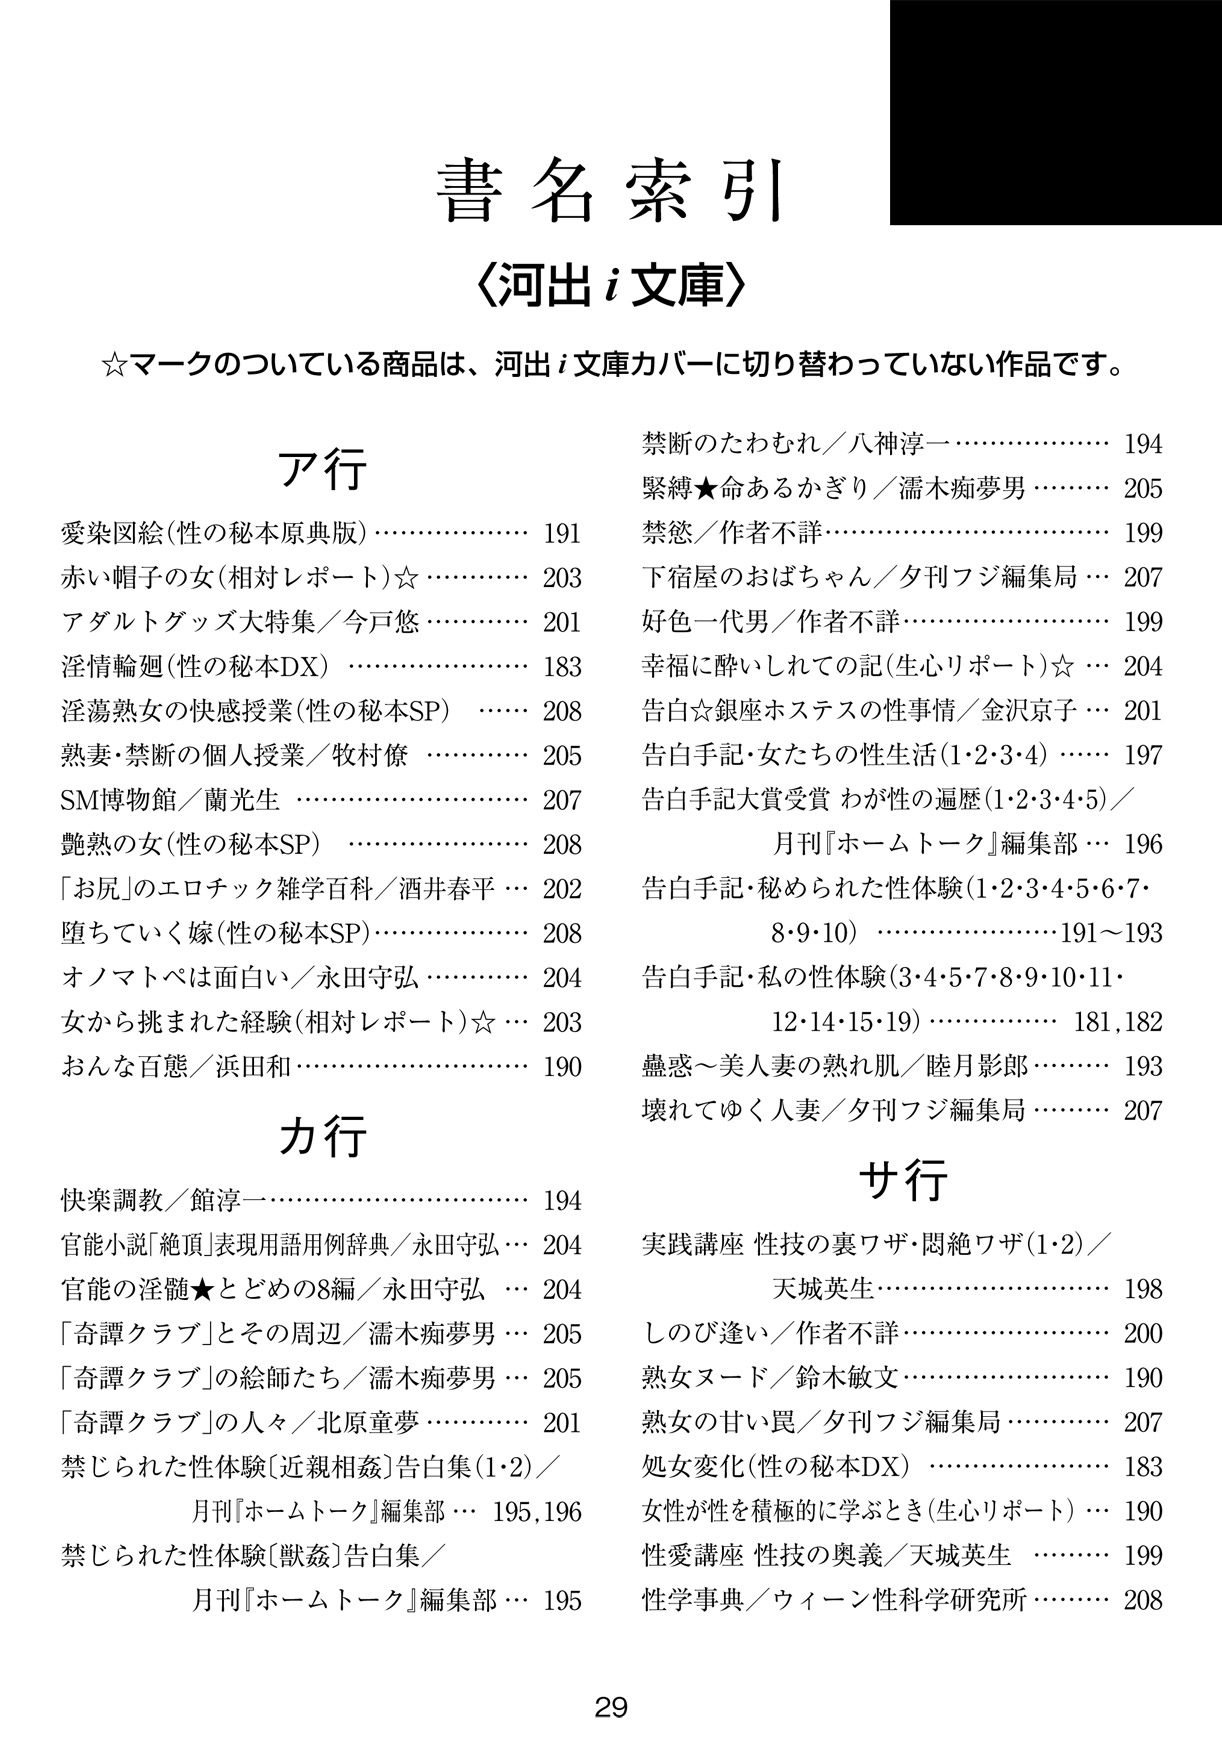 書名索引
〈河出i文庫〉
☆マークのついている商品は、河出i文庫カバーに切り替わっていない作品です。
ア行
愛染図絵(性の秘本原典版)……………… 191
赤い帽子の女(相対レポート)☆………… 203
アダルトグッズ大特集／今戸悠………… 201
淫情輪廻(性の秘本DX) ………………… 183
淫蕩熟女の快感授業(性の秘本SP) …… 208
熟妻・禁断の個人授業／牧村僚 ………… 205
SM博物館／蘭光生 ……………………… 207
艶熟の女(性の秘本SP) ………………… 208
「お尻」のエロチック雑学百科／酒井春平… 202
堕ちていく嫁(性の秘本SP)……………… 208
オノマトペは面白い／永田守弘………… 204
女から挑まれた経験(相対レポート)☆… 203
おんな百態／浜田和……………………… 190
カ行
快楽調教／館淳一………………………… 194
官能小説「絶頂」表現用語用例辞典／永田守弘… 204
官能の淫髄★とどめの8編／永田守弘 … 204
「奇譚クラブ」とその周辺／濡木痴夢男… 205
「奇譚クラブ」の絵師たち／濡木痴夢男… 205
「奇譚クラブ」の人々／北原童夢………… 201
禁じられた性体験〔近親相姦〕告白集(1・2)／
月刊『ホームトーク』編集部… 195,196
禁じられた性体験〔獣姦〕告白集／
月刊『ホームトーク』編集部… 195
禁断のたわむれ／八神淳一……………… 194
緊縛★命あるかぎり／濡木痴夢男……… 205
禁慾／作者不詳…………………………… 199
下宿屋のおばちゃん／夕刊フジ編集局… 207
好色一代男／作者不詳…………………… 199
幸福に酔いしれての記(生心リポート)☆… 204
告白☆銀座ホステスの性事情／金沢京子… 201
告白手記・女たちの性生活(1・2・3・4)…… 197
告白手記大賞受賞 わが性の遍歴(1・2・3・4・5)／
月刊『ホームトーク』編集部… 196
告白手記・秘められた性体験(1・2・3・4・5・6・7・
8・9・10) …………………191～193
告白手記・私の性体験(3・4・5・7・8・9・10・11・
12・14・15・19)…………… 181,182
蠱惑～美人妻の熟れ肌／睦月影郎……… 193
壊れてゆく人妻／夕刊フジ編集局……… 207
サ行
実践講座 性技の裏ワザ・悶絶ワザ(1・2)／
天城英生……………………… 198
しのび逢い／作者不詳…………………… 200
熟女ヌード／鈴木敏文…………………… 190
熟女の甘い罠／夕刊フジ編集局………… 207
処女変化(性の秘本DX) ………………… 183
女性が性を積極的に学ぶとき(生心リポート)… 190
性愛講座 性技の奥義／天城英生 ……… 199
性学事典／ウィーン性科学研究所……… 208
29